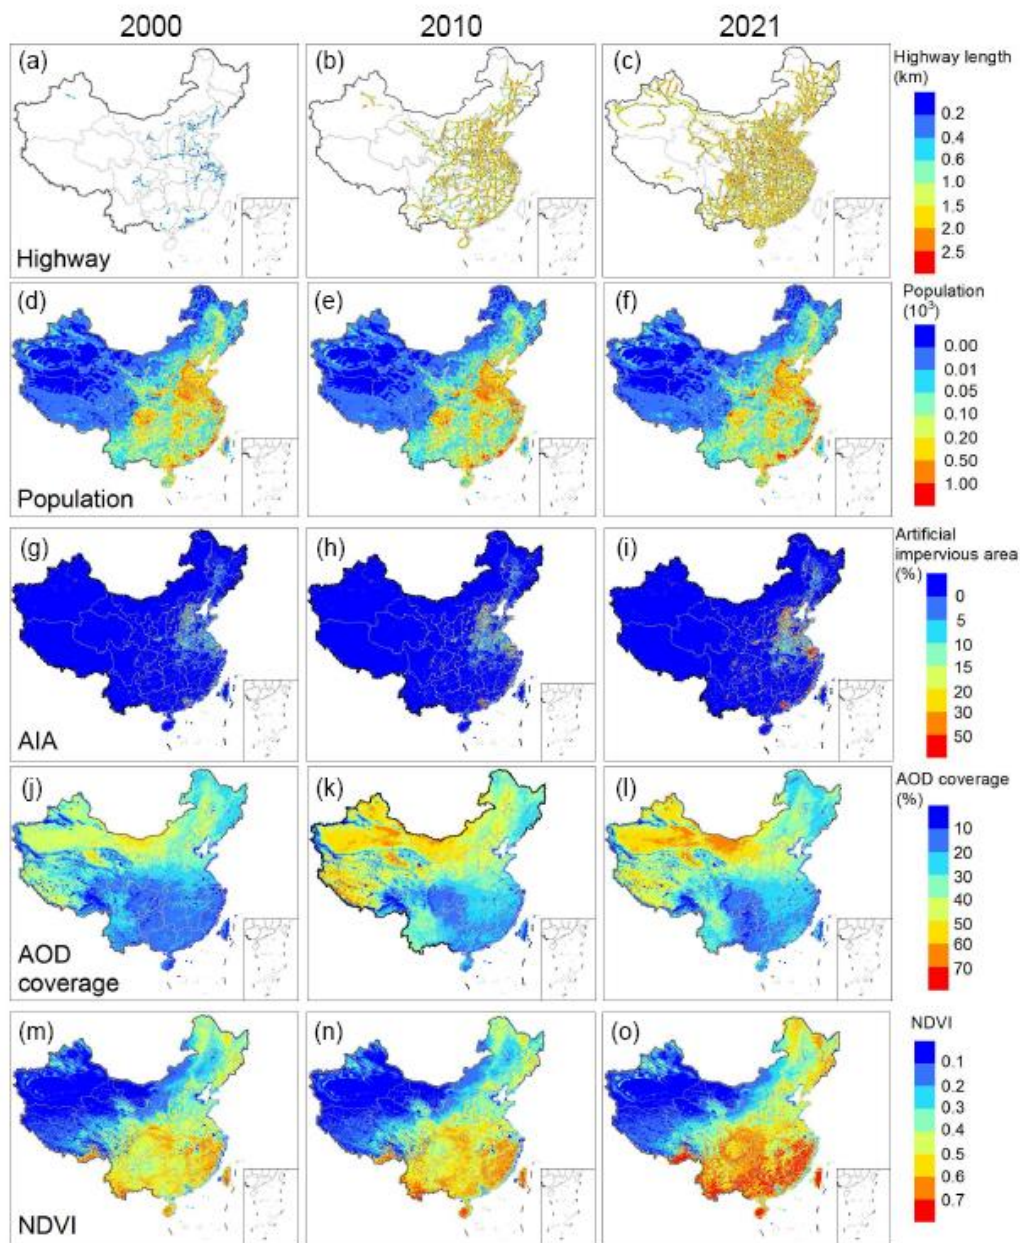 2000 2010 2021
(a) (b) (c)
Highway length
(km)
0.2
0.4
0.6
1.0
1.5
2.0
2.5
Highway
(d) (e) (f)
Population
(10³)
0.00
0.01
0.05
0.10
0.20
0.50
1.00
Population
(g) (h) (i)
Artificial
impervious area
(%)
0
5
10
15
20
30
50
AIA
(j) (k) (l)
AOD coverage
(%)
10
20
30
40
50
60
70
AOD
coverage
(m) (n) (o)
NDVI
0.1
0.2
0.3
0.4
0.5
0.6
0.7
NDVI